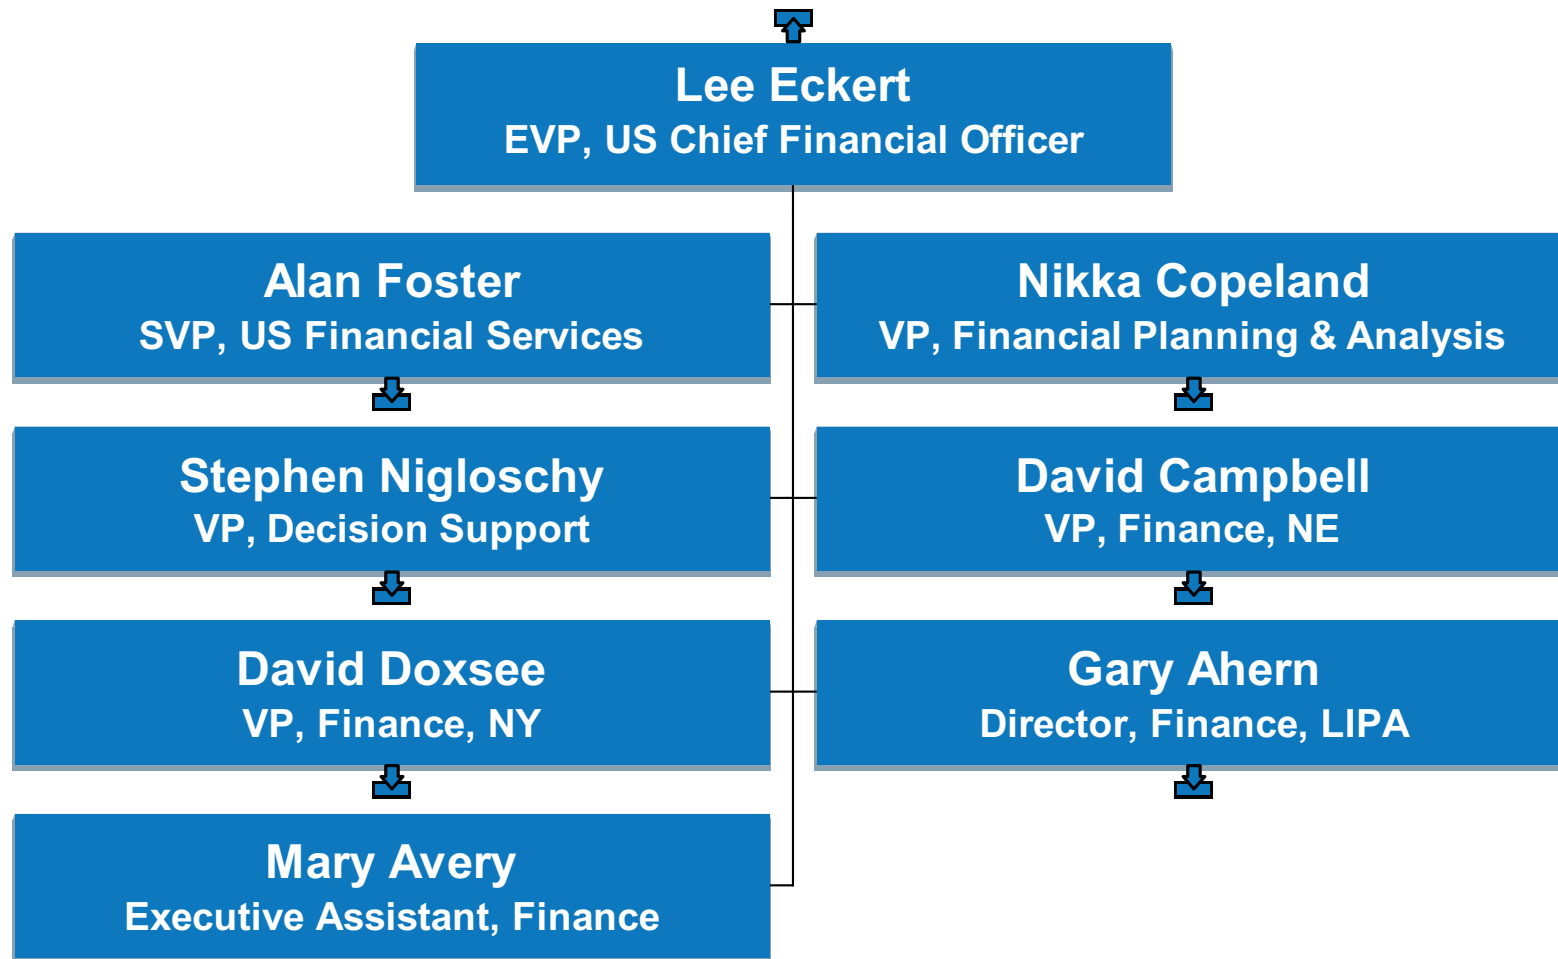 Lee Eckert
EVP, US Chief Financial Officer
Alan Foster
SVP, US Financial Services
Nikka Copeland
VP, Financial Planning & Analysis
Stephen Nigloschy
VP, Decision Support
David Campbell
VP, Finance, NE
David Doxsee
VP, Finance, NY
Gary Ahern
Director, Finance, LIPA
Mary Avery
Executive Assistant, Finance